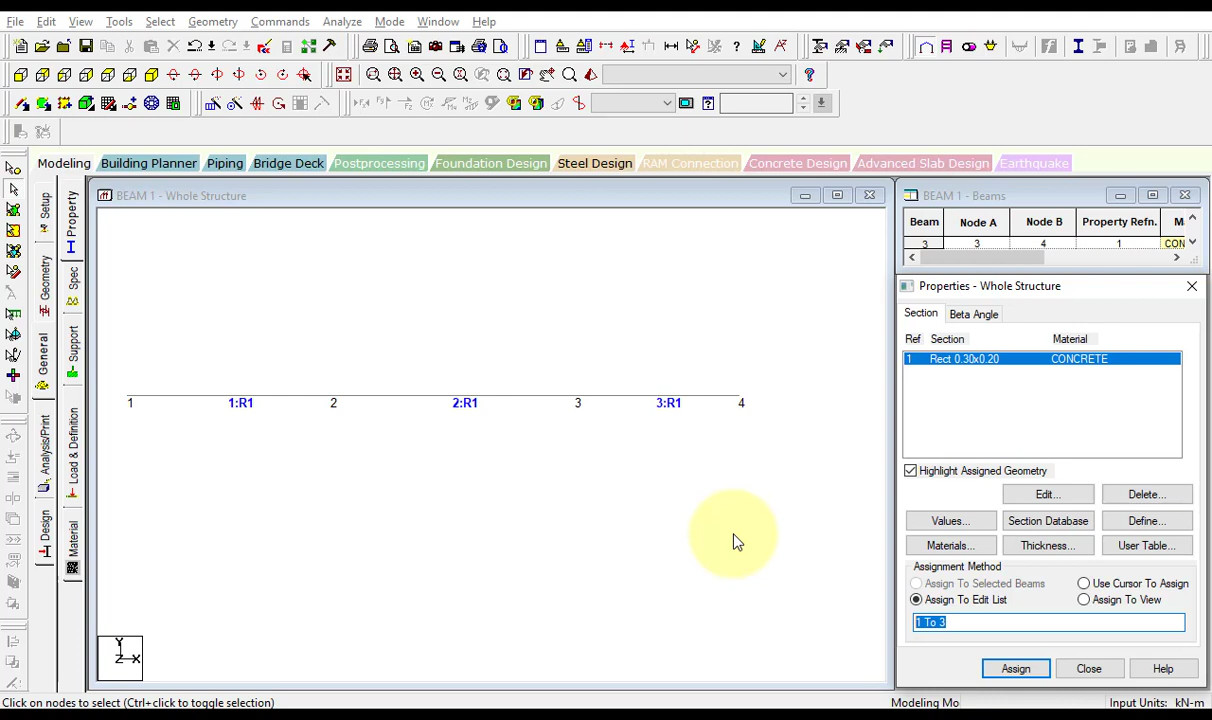 File Edit View Tools Select Geometry Commands Analyze Mode Window Help
Modeling Building Planner Piping Bridge Deck Postprocessing Foundation Design Steel Design RAM Connection Concrete Design Advanced Slab Design Earthquake
Setup
Geometry
General
Analysis/Print
Design
Property
Spec
Support
Load & Definition
Material
BEAM 1 - Whole Structure
1 1:R1 2 2:R1 3 3:R1 4
Y
Z X
BEAM 1 - Beams
Beam Node A Node B Property Refn.
3 3 4 1 CON
Properties - Whole Structure
Section Beta Angle
Ref Section Material
1 Rect 0.30x0.20 CONCRETE
Highlight Assigned Geometry
Edit... Delete...
Values... Section Database Define...
Materials... Thickness... User Table...
Assignment Method
Assign To Selected Beams Use Cursor To Assign
Assign To Edit List Assign To View
1 To 3
Assign Close Help
Click on nodes to select (Ctrl+click to toggle selection) Modeling Mo Input Units: kN-m